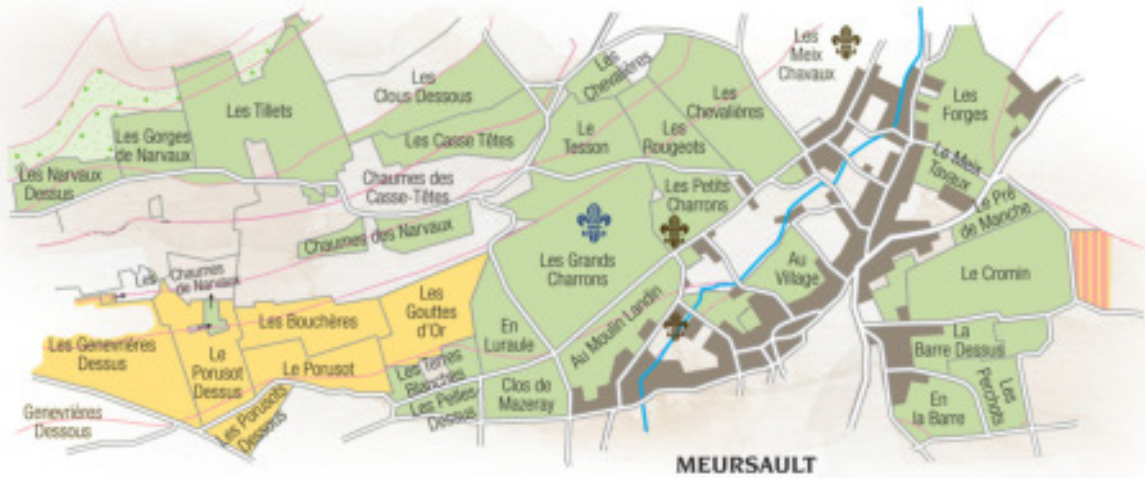 Les
Meix
Chavaux
Les
Chevalières
Les
Clous Dessous
Les
Chevalières
Les
Forges
Les Tillets
Les Gorges
de Narvaux
Les Casse Têtes
Le
Tesson
Les
Rougeots
Le Meix
Tavaux
Les Narvaux
Dessus
Chaumes des
Casse-Têtes
Les Petits
Charrons
Le Pré
de Manche
Chaumes des Narvaux
Les Grands
Charrons
Au
Village
Le Cromin
Les Chaumes
de Narvaux
Les
Gouttes
d'Or
Les Bouchères
En
Luraule
Au Moulin Landin
La
Barre Dessus
Les Genevrières
Dessus
Le
Porusot
Dessus
Le Porusot
Les Terres
Blanches
Les Pelles
Dessus
Clos de
Mazeray
Les Perchots
En
la Barre
Genevrières
Dessous
Les Porusots
Dessous
MEURSAULT